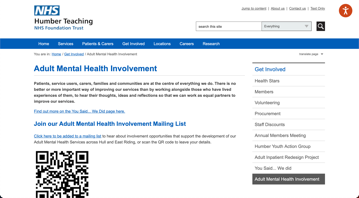 Jump to content | About us | Contact us | Text Only
NHS
Humber Teaching
NHS Foundation Trust
search this site
Everything
Home
Services
Patients & Carers
Get Involved
Locations
Careers
Research
You are in: Home / Get Involved / Adult Mental Health Involvement
translate page
Adult Mental Health Involvement
Patients, service users, carers, families and communities are at the centre of everything we do. There is no
better or more important way of improving our services than by working alongside those who have lived
experiences of them, to hear their thoughts, ideas and reflections so that we can work as equal partners to
improve our services.
Find out more on the You Said... We Did page here.
Join our Adult Mental Health Involvement Mailing List
Click here to be added to a mailing list to hear about involvement opportunities that support the development of our
Adult Mental Health Services across Hull and East Riding, or scan the QR code to leave your details.
Get Involved
Health Stars
Members
Volunteering
Procurement
Staff Discounts
Annual Members Meeting
Humber Youth Action Group
Adult Inpatient Redesign Project
You Said... We did
Adult Mental Health Involvement